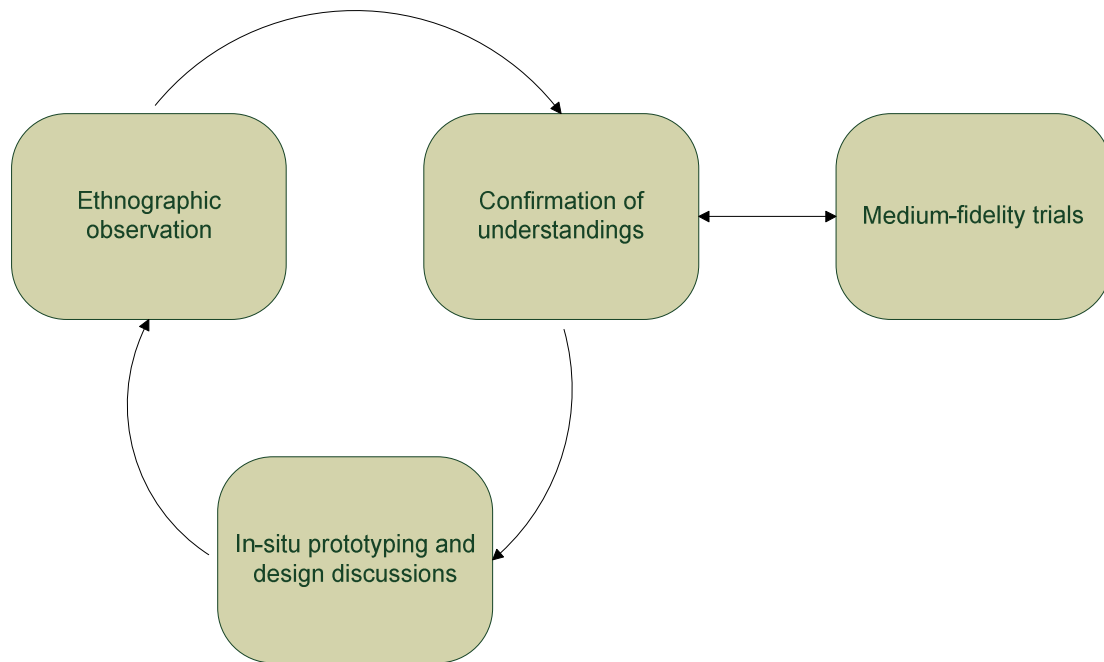 Ethnographic
observation
Confirmation of
understandings
Medium-fidelity trials
In-situ prototyping and
design discussions